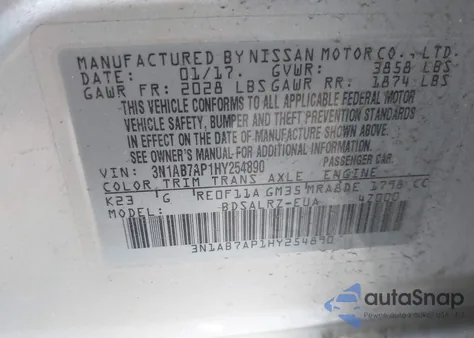 MANUFACTURED BY NISSAN MOTOR CO., LTD.
DATE: 01/17. GVWR: 3858 LBS
GAWR FR: 2028 LBS GAWR RR: 1874 LBS
THIS VEHICLE CONFORMS TO ALL APPLICABLE FEDERAL MOTOR
VEHICLE SAFETY, BUMPER AND THEFT PREVENTION STANDARDS
IN EFFECT ON THE DATE OF MANUFACTURE SHOWN ABOVE.
SEE OWNER'S MANUAL
VIN: 3N1AB7AP1HY254890 PASSENGER CAR.
COLOR TRIM TRANS AXLE ENGINE
K23 G RE0F11A GM35 MRA8DE 1798 CC
MODEL: BDSALRZ-EUA 47000
3N1AB7AP1HY254890
autoSnap